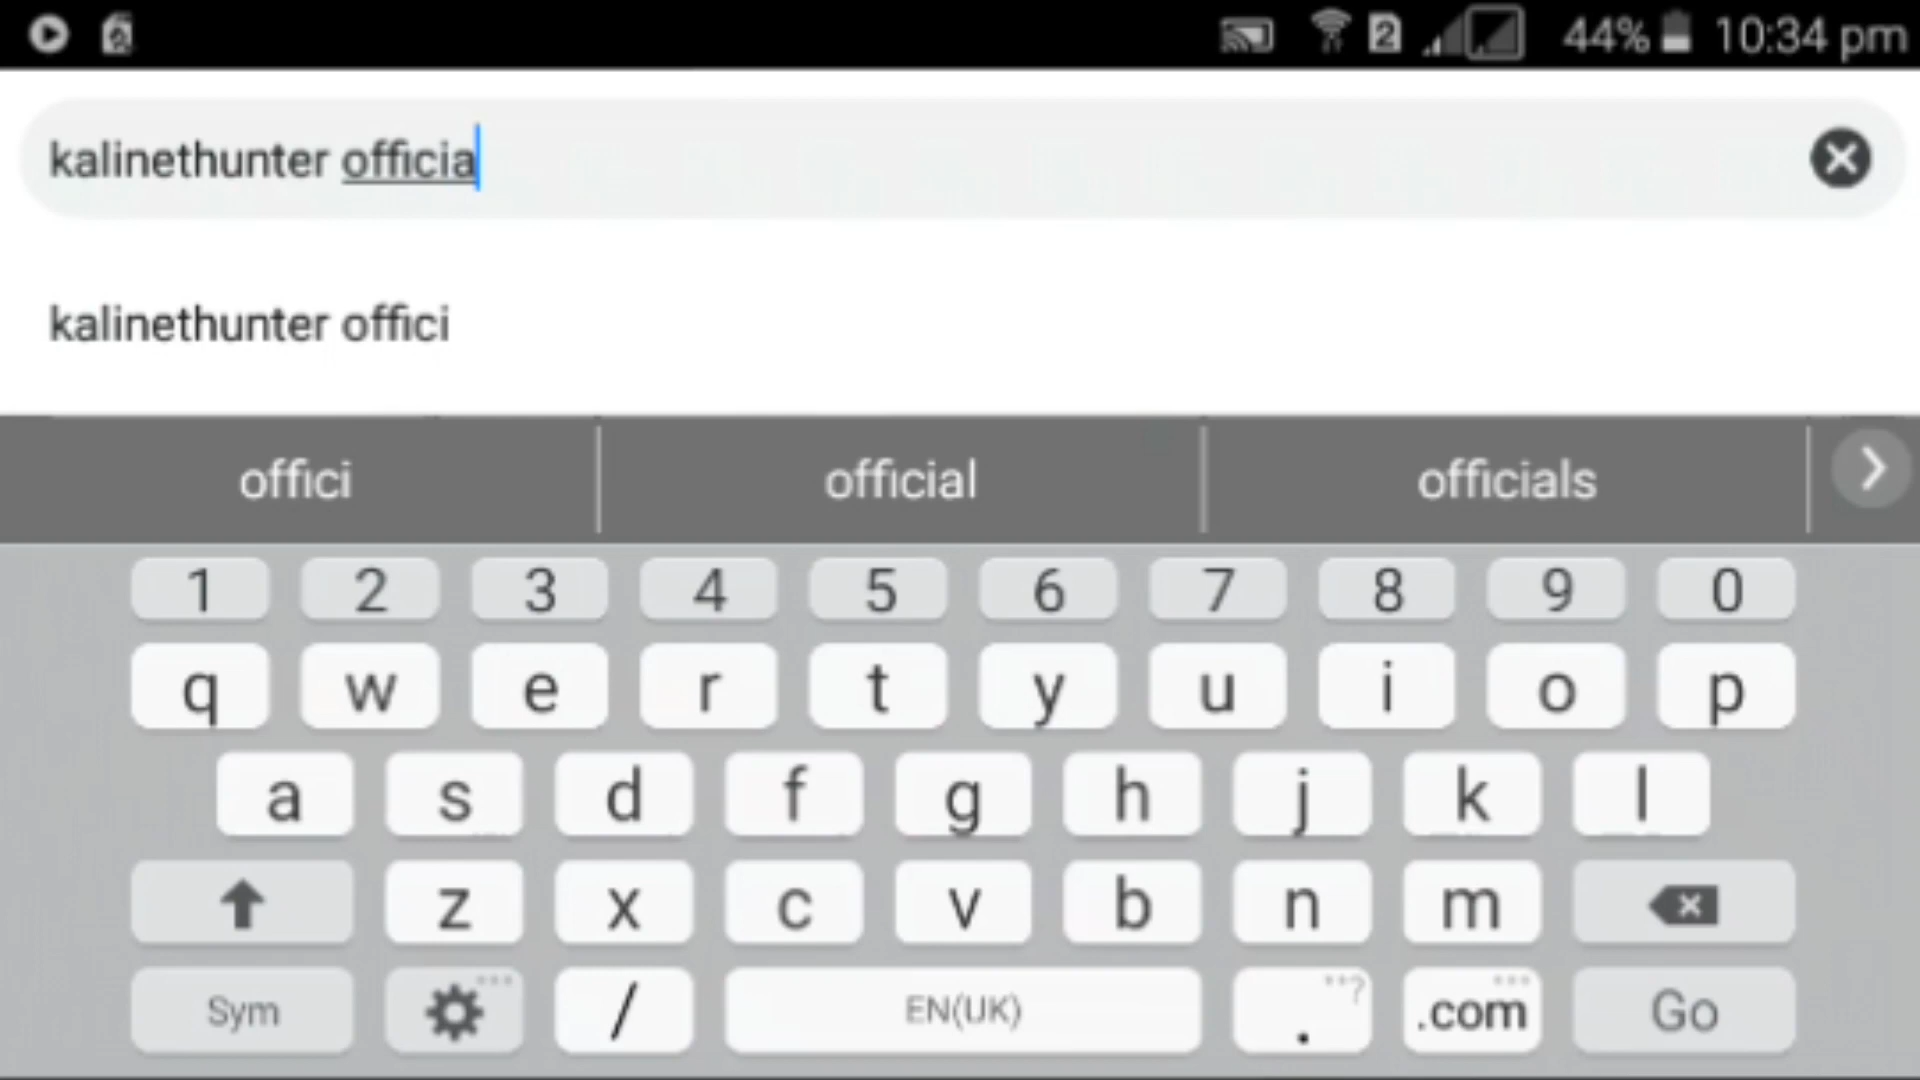 2 44% 10:34 pm
kalinethunter officia
kalinethunter offici
offici official officials
1 2 3 4 5 6 7 8 9 0
q w e r t y u i o p
a s d f g h j k l
z x c v b n m
Sym / EN(UK) . ? .com Go